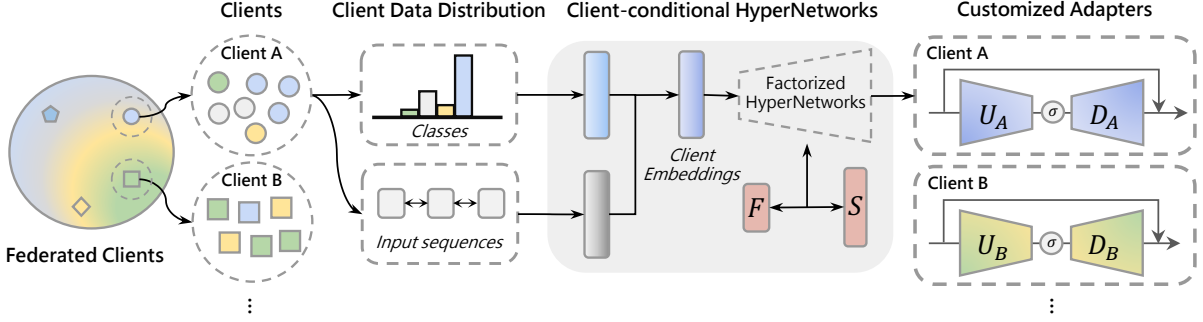 Clients
Client Data Distribution
Client-conditional HyperNetworks
Customized Adapters
Client A
Classes
Factorized
HyperNetworks
Client A
U_A
σ
D_A
Client
Embeddings
Client B
Input sequences
F
S
Client B
U_B
σ
D_B
Federated Clients
⋮
⋮